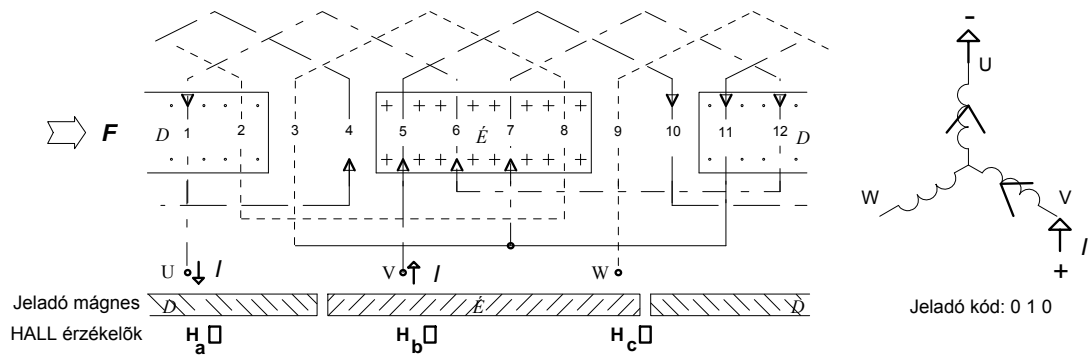 -
U
F
D 1 2 3 4 5 6 É 7 8 9 10 11 12 D
W V
U I V I W I
+
Jeladó mágnes D É D Jeladó kód: 0 1 0
HALL érzékelõk Ha Hb Hc